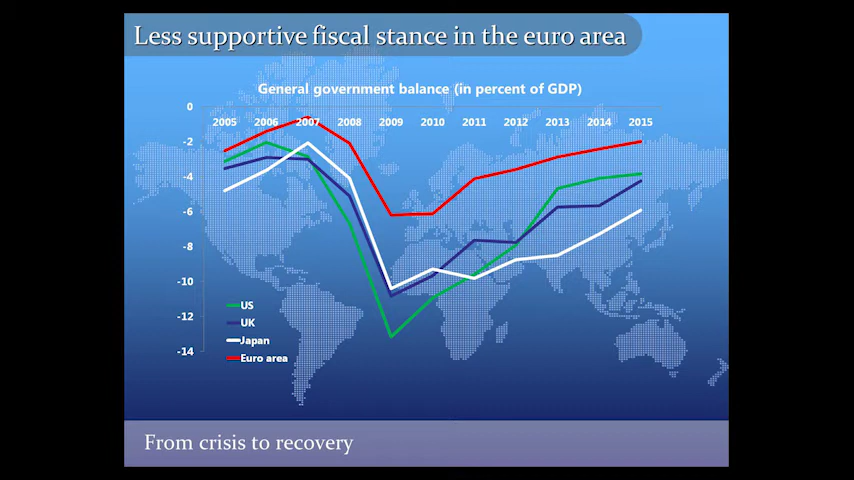 Less supportive fiscal stance in the euro area
General government balance (in percent of GDP)
0
2005 2006 2007 2008 2009 2010 2011 2012 2013 2014 2015
-2
-4
-6
-8
-10
-12
-14
US
UK
Japan
Euro area
From crisis to recovery